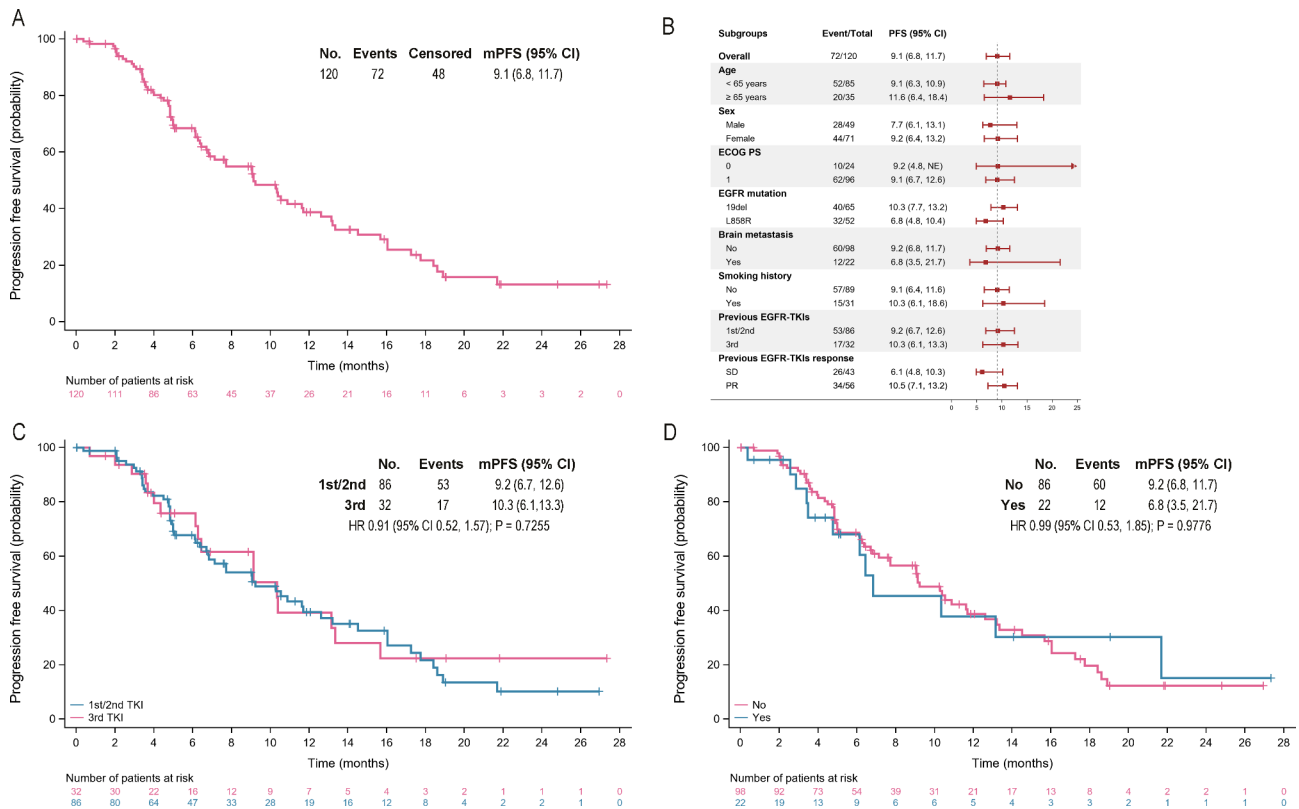 A
Progression free survival (probability)
100
80
60
40
20
0
No. Events Censored mPFS (95% CI)
120 72 48 9.1 (6.8, 11.7)
0 2 4 6 8 10 12 14 16 18 20 22 24 26 28
Time (months)
Number of patients at risk
120 111 86 63 45 37 26 21 16 11 6 3 3 2 0
B
Subgroups Event/Total PFS (95% CI)
Overall 72/120 9.1 (6.8, 11.7)
Age
< 65 years 52/85 9.1 (6.3, 10.9)
≥ 65 years 20/35 11.6 (6.4, 18.4)
Sex
Male 28/49 7.7 (6.1, 13.1)
Female 44/71 9.2 (6.4, 13.2)
ECOG PS
0 10/24 9.2 (4.8, NE)
1 62/96 9.1 (6.7, 12.6)
EGFR mutation
19del 40/65 10.3 (7.7, 13.2)
L858R 32/52 6.8 (4.8, 10.4)
Brain metastasis
No 60/98 9.2 (6.8, 11.7)
Yes 12/22 6.8 (3.5, 21.7)
Smoking history
No 57/89 9.1 (6.4, 11.6)
Yes 15/31 10.3 (6.1, 18.6)
Previous EGFR-TKIs
1st/2nd 53/86 9.2 (6.7, 12.6)
3rd 17/32 10.3 (6.1, 13.3)
Previous EGFR-TKIs response
SD 26/43 6.1 (4.8, 10.3)
PR 34/56 10.5 (7.1, 13.2)
0 5 10 15 20 25
C
Progression free survival (probability)
100
80
60
40
20
0
No. Events mPFS (95% CI)
1st/2nd 86 53 9.2 (6.7, 12.6)
3rd 32 17 10.3 (6.1,13.3)
HR 0.91 (95% CI 0.52, 1.57); P = 0.7255
1st/2nd TKI
3rd TKI
0 2 4 6 8 10 12 14 16 18 20 22 24 26 28
Time (months)
Number of patients at risk
32 30 22 16 12 9 7 5 4 3 2 1 1 1 0
86 80 64 47 33 28 19 16 12 8 4 2 2 1 0
D
Progression free survival (probability)
100
80
60
40
20
0
No. Events mPFS (95% CI)
No 86 60 9.2 (6.8, 11.7)
Yes 22 12 6.8 (3.5, 21.7)
HR 0.99 (95% CI 0.53, 1.85); P = 0.9776
No
Yes
0 2 4 6 8 10 12 14 16 18 20 22 24 26 28
Time (months)
Number of patients at risk
98 92 73 54 39 31 21 17 13 8 4 2 2 1 0
22 19 13 9 6 6 5 4 3 3 2 1 1 1 0